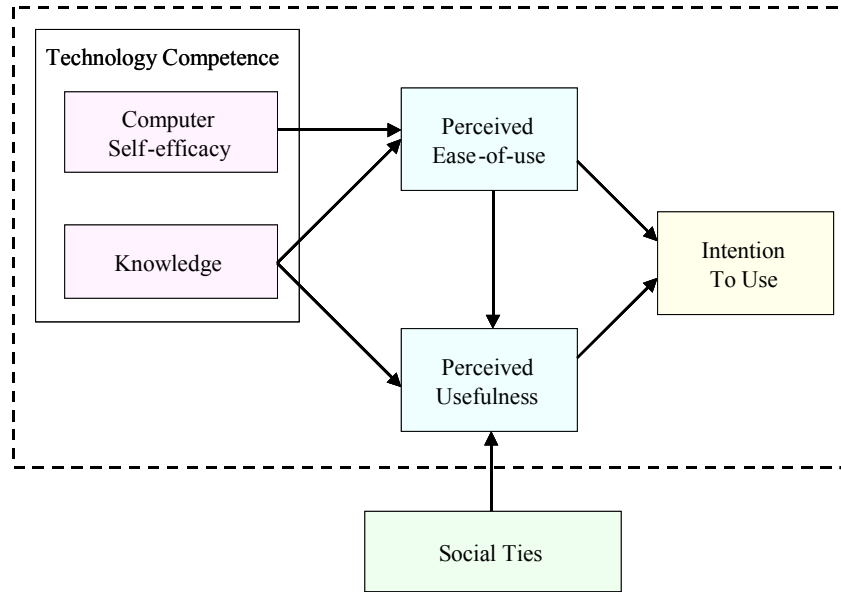 Technology Competence
Computer
Self-efficacy
Knowledge
Perceived
Ease-of-use
Perceived
Usefulness
Intention
To Use
Social Ties